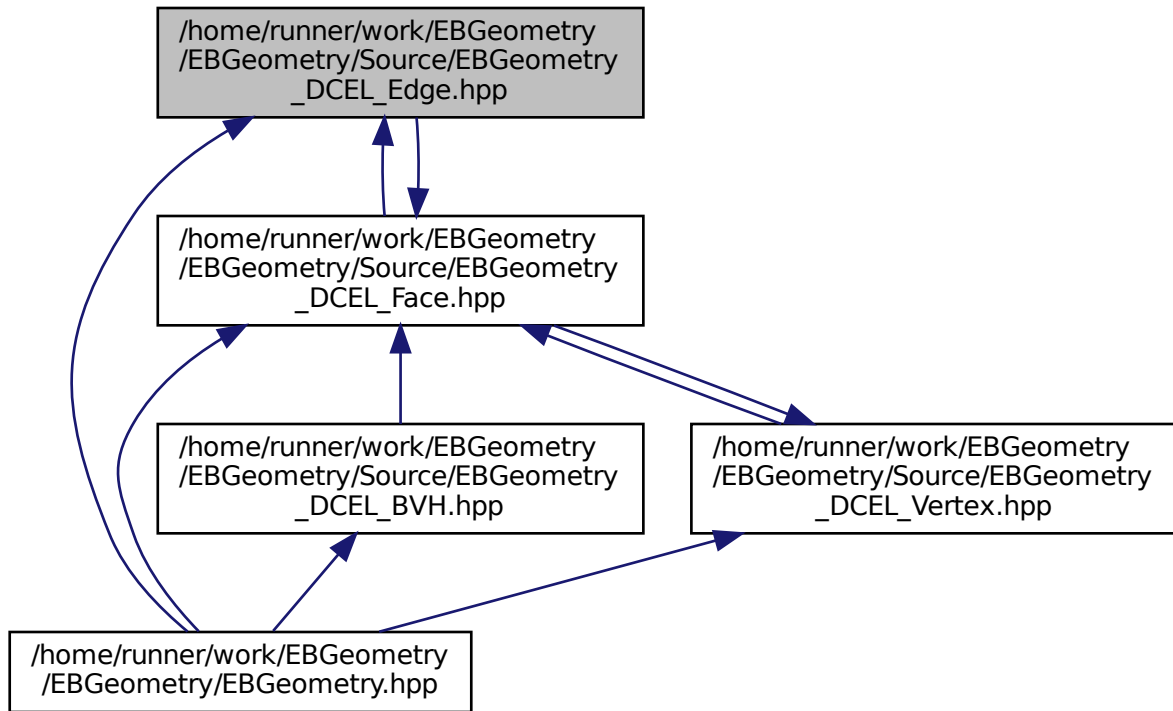 /home/runner/work/EBGeometry
/EBGeometry/Source/EBGeometry
_DCEL_Edge.hpp
/home/runner/work/EBGeometry
/EBGeometry/Source/EBGeometry
_DCEL_Face.hpp
/home/runner/work/EBGeometry
/EBGeometry/Source/EBGeometry
_DCEL_BVH.hpp
/home/runner/work/EBGeometry
/EBGeometry/Source/EBGeometry
_DCEL_Vertex.hpp
/home/runner/work/EBGeometry
/EBGeometry/EBGeometry.hpp